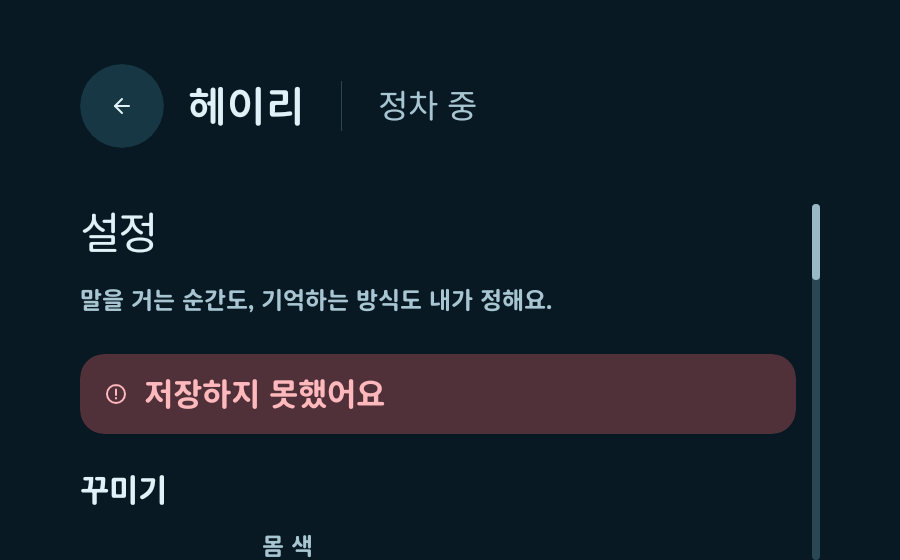 헤이리 정차 중
설정
말을 거는 순간도, 기억하는 방식도 내가 정해요.
저장하지 못했어요
꾸미기
몸 색